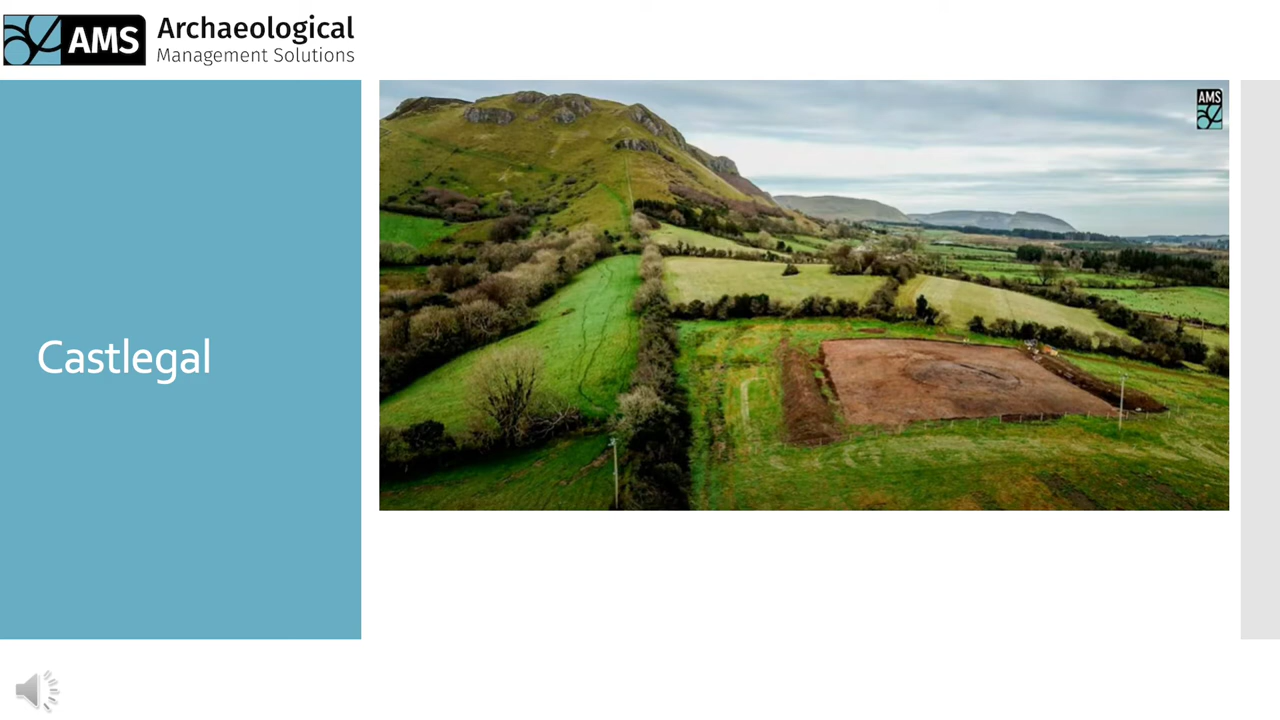 AMS
Archaeological
Management Solutions
AMS
Castlegal